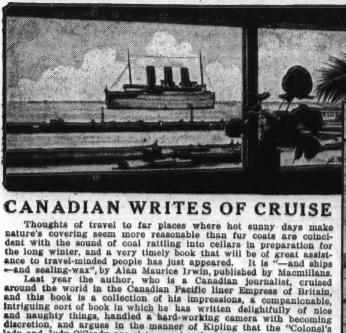 CANADIAN WRITES OF CRUISE
Thoughts of travel to far places where hot sunny days make
nature's covering seem more reasonable than fur coats are coinci-
dent with the sound of coal rattling into cellars in preparation for
the long winter, and a very timely book that will be of great assist-
ance to travel-minded people has just appeared. It is "—and ships
—and sealing-wax", by Alan Maurice Irwin, published by Macmillans.
Last year the author, who is a Canadian journalist, cruised
around the world in the Canadian Pacific liner Empress of Britain,
and this book is a collection of his impressions, a companionable,
intriguing sort of book in which he has written delightfully of nice
and naughty things, handled a hard-working camera with becoming
discretion, and argues in the manner of Kipling that the "Colonel's